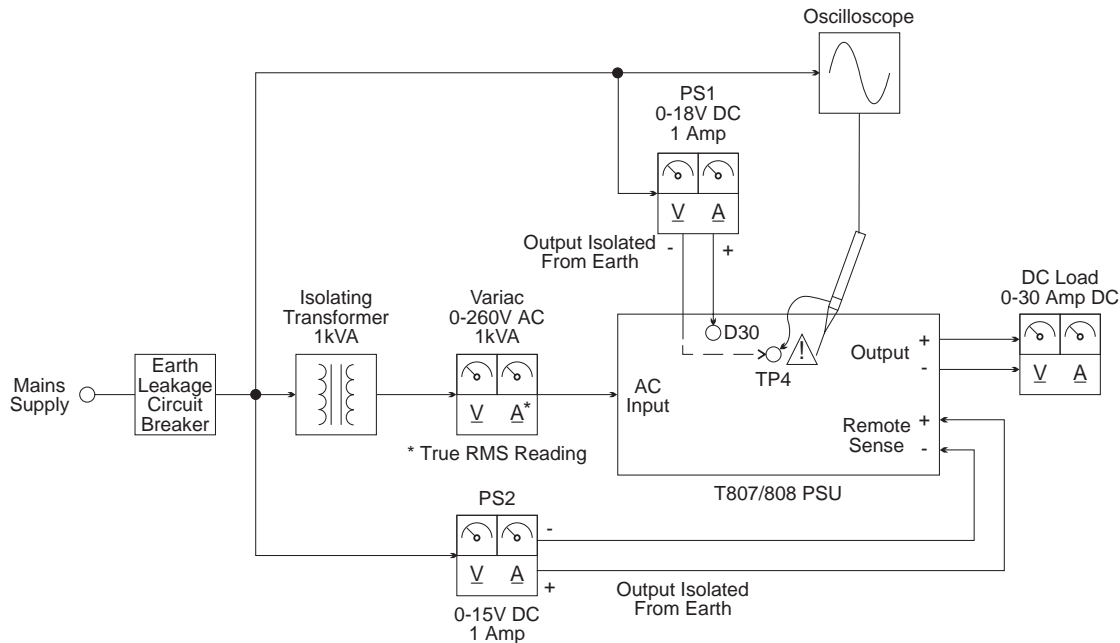 Oscilloscope
PS1
0-18V DC
1 Amp
V A
Output Isolated
From Earth
-
+
DC Load
0-30 Amp DC
V A
Isolating
Transformer
1kVA
Variac
0-260V AC
1kVA
V A*
* True RMS Reading
Mains
Supply
Earth
Leakage
Circuit
Breaker
AC
Input
D30
TP4
!
Output
+
-
Remote
Sense
+
-
T807/808 PSU
PS2
V A
-
+
0-15V DC
1 Amp
Output Isolated
From Earth